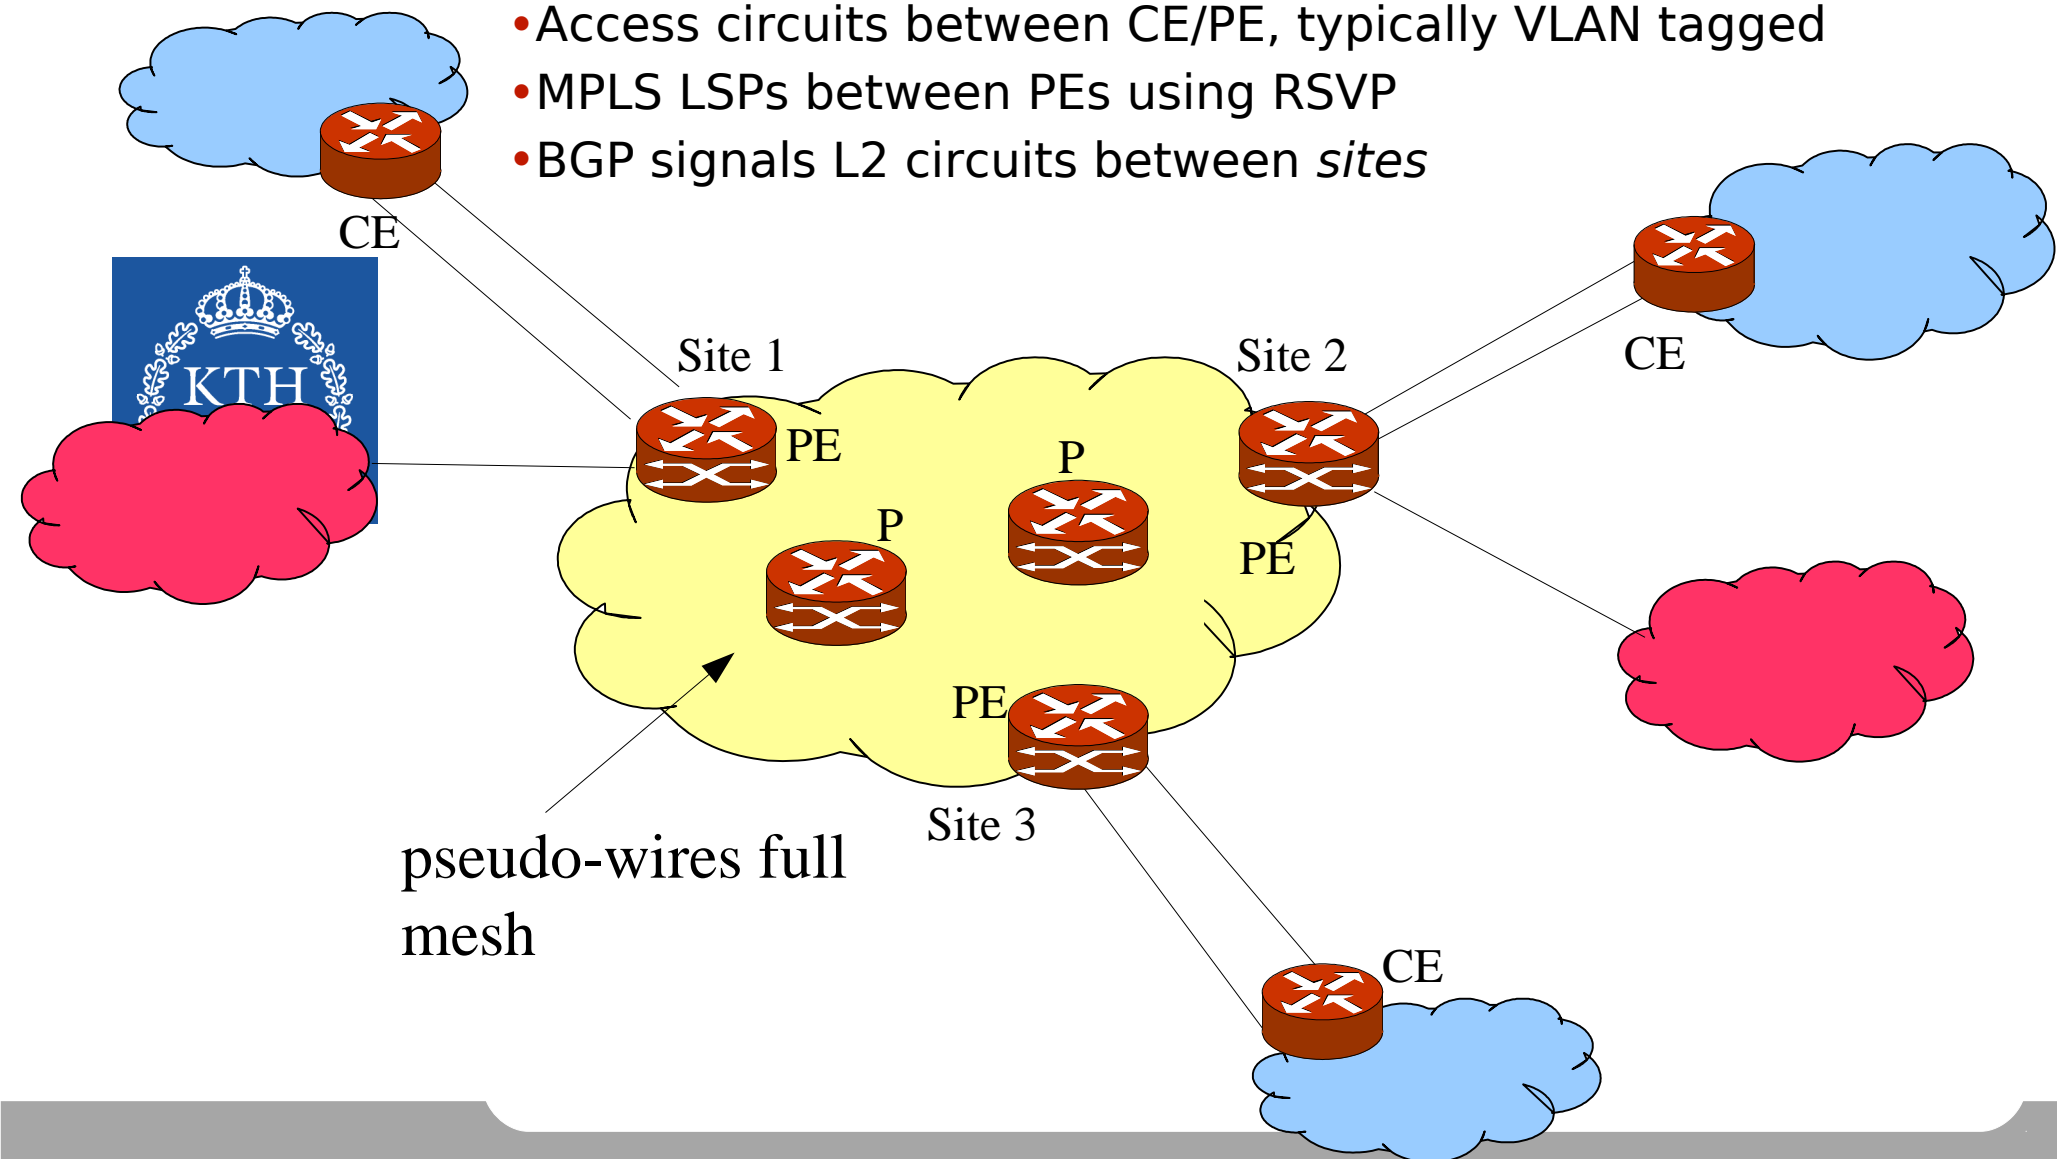 •Access circuits between CE/PE, typically VLAN tagged
•MPLS LSPs between PEs using RSVP
•BGP signals L2 circuits between sites
CE
KTH
Site 1
Site 2
CE
PE
P
P
PE
PE
Site 3
pseudo-wires full
mesh
CE